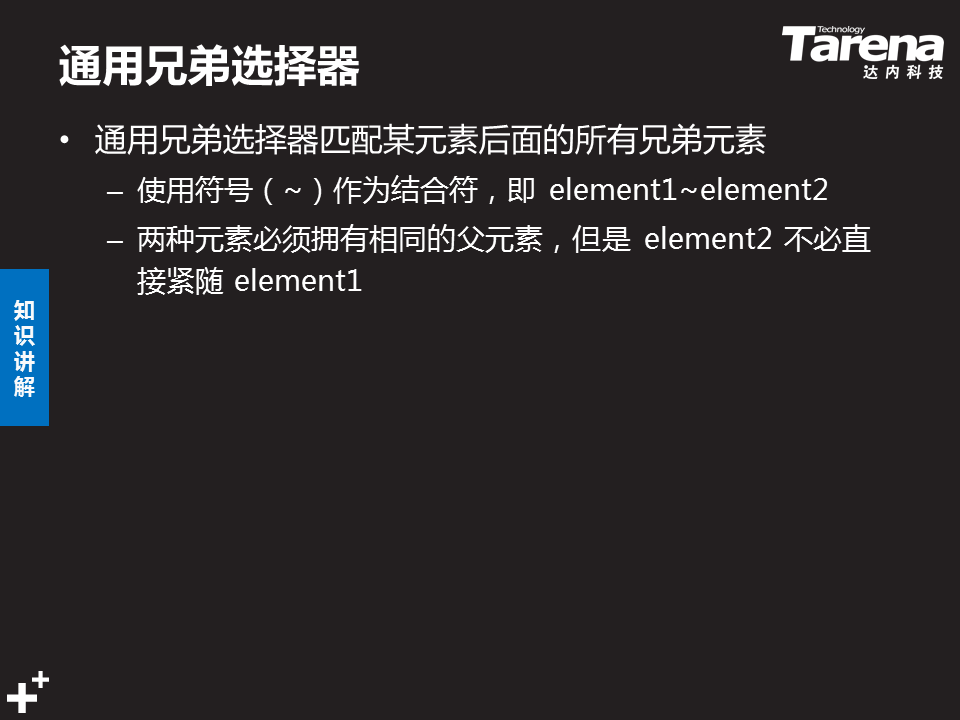 通用兄弟选择器
Technology
Tarena
达内科技
• 通用兄弟选择器匹配某元素后面的所有兄弟元素
– 使用符号（~）作为结合符，即 element1~element2
– 两种元素必须拥有相同的父元素，但是 element2 不必直
接紧随 element1
知
识
讲
解